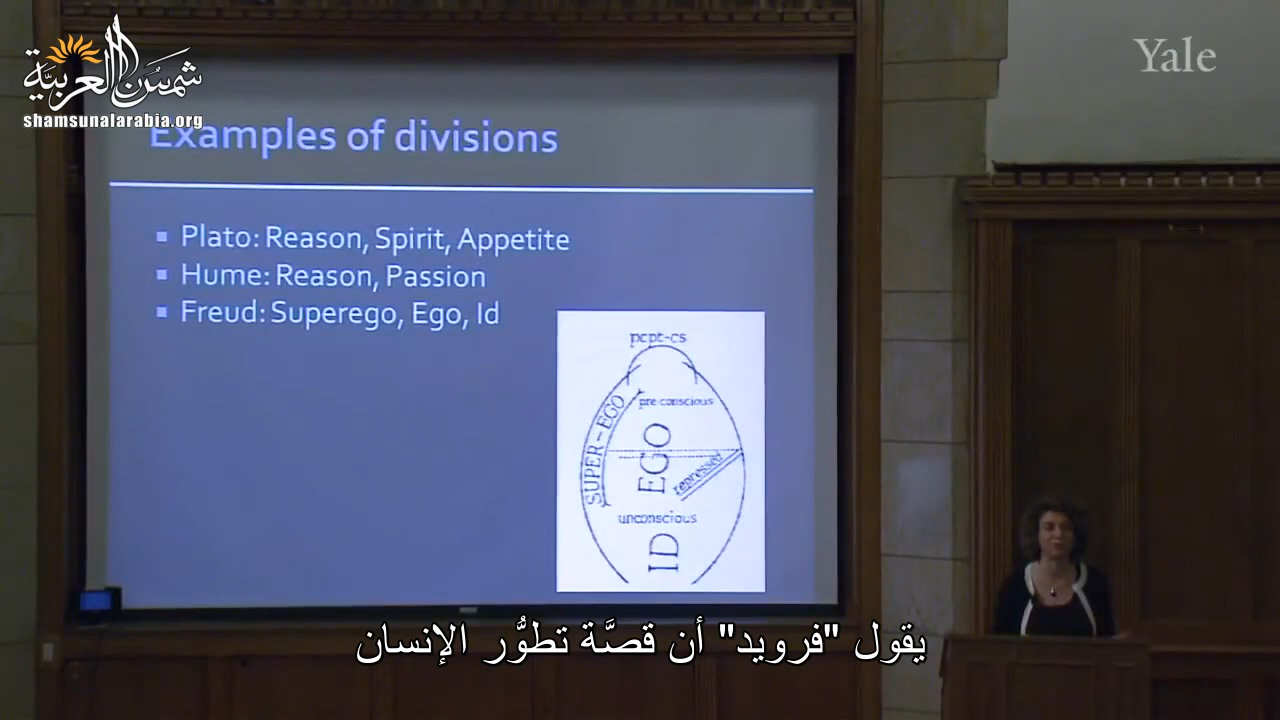 شمس العربية
shamsunalarabia.org
Yale
Examples of divisions
Plato: Reason, Spirit, Appetite
Hume: Reason, Passion
Freud: Superego, Ego, Id
pcpt-cs
pre-conscious
SUPER-EGO
EGO
repressed
unconscious
ID
يقول "فرويد" أن قصَّة تطوُّر الإنسان